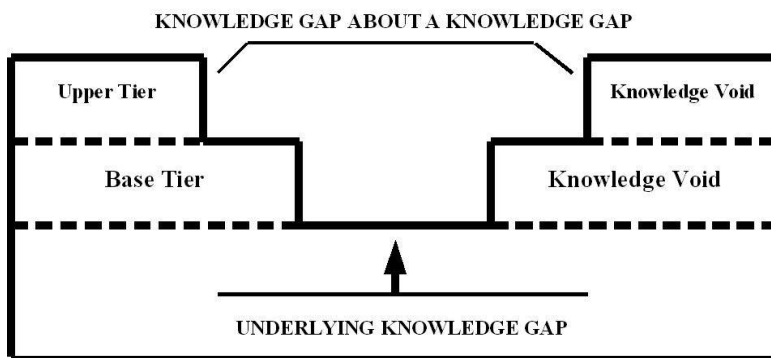 KNOWLEDGE GAP ABOUT A KNOWLEDGE GAP
Upper Tier Knowledge Void
Base Tier Knowledge Void
UNDERLYING KNOWLEDGE GAP